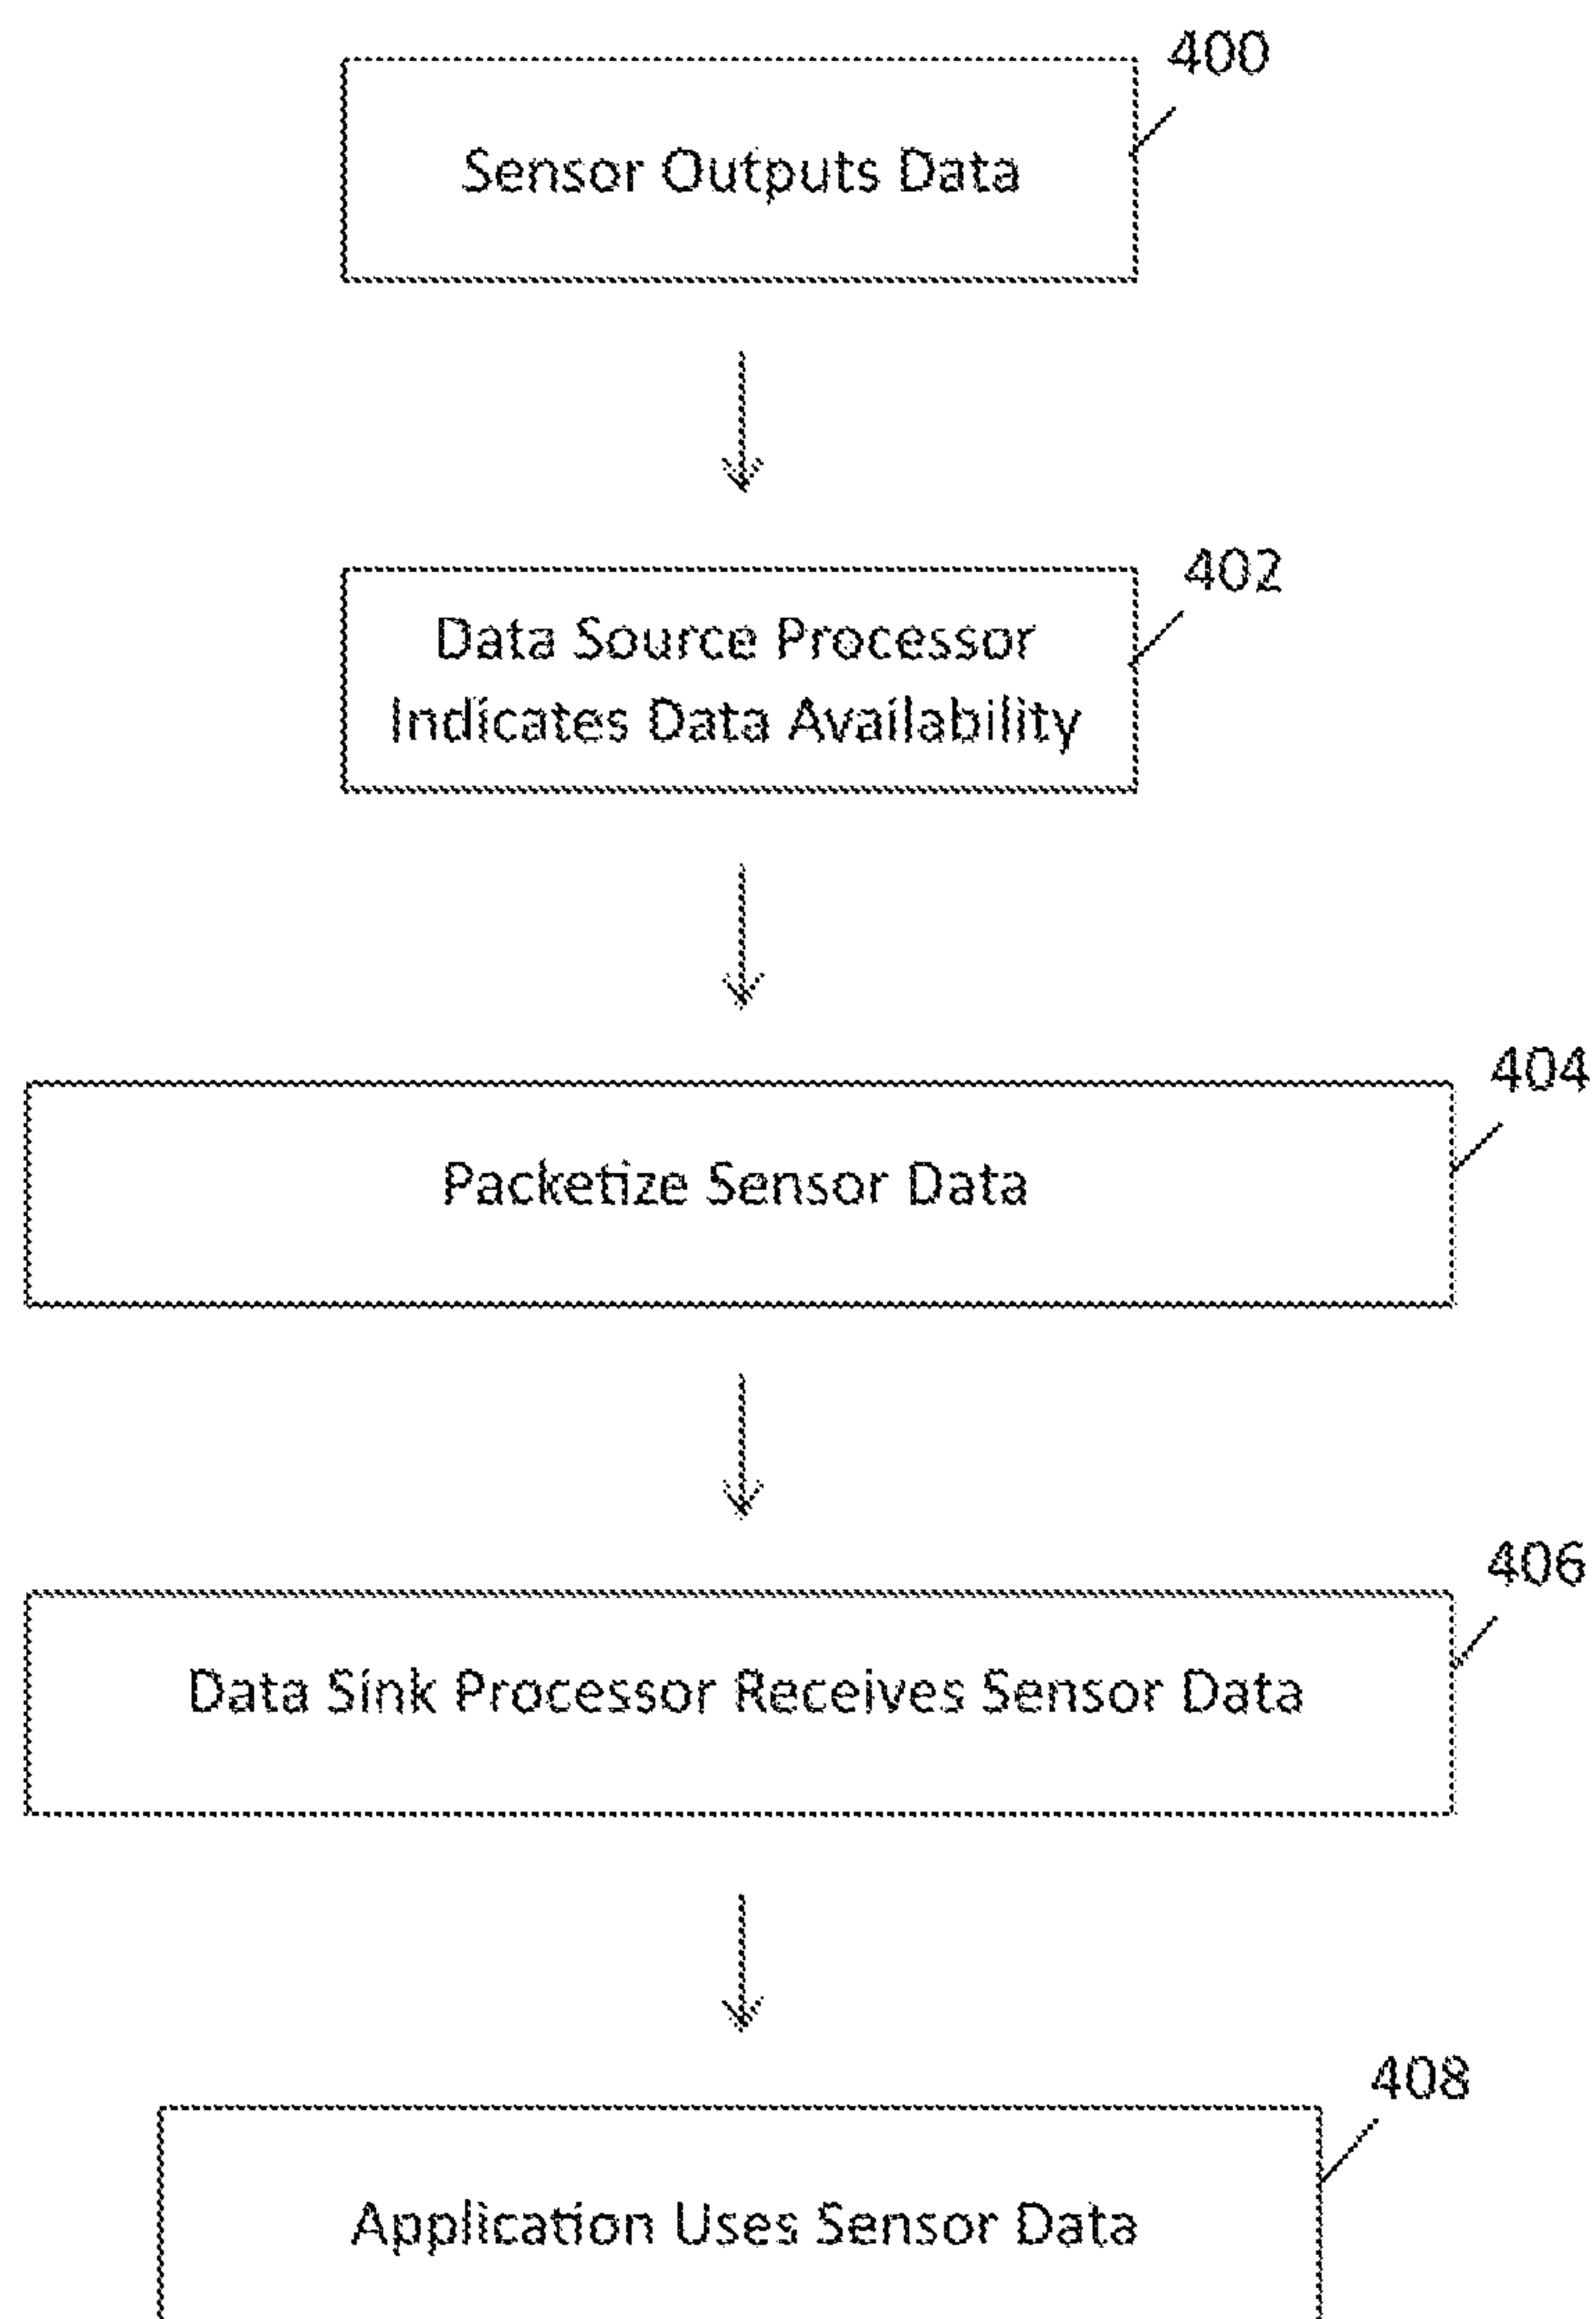 400
Sensor Outputs Data
402
Data Source Processor
Indicates Data Availability
404
Packetize Sensor Data
406
Data Sink Processor Receives Sensor Data
408
Application Uses Sensor Data